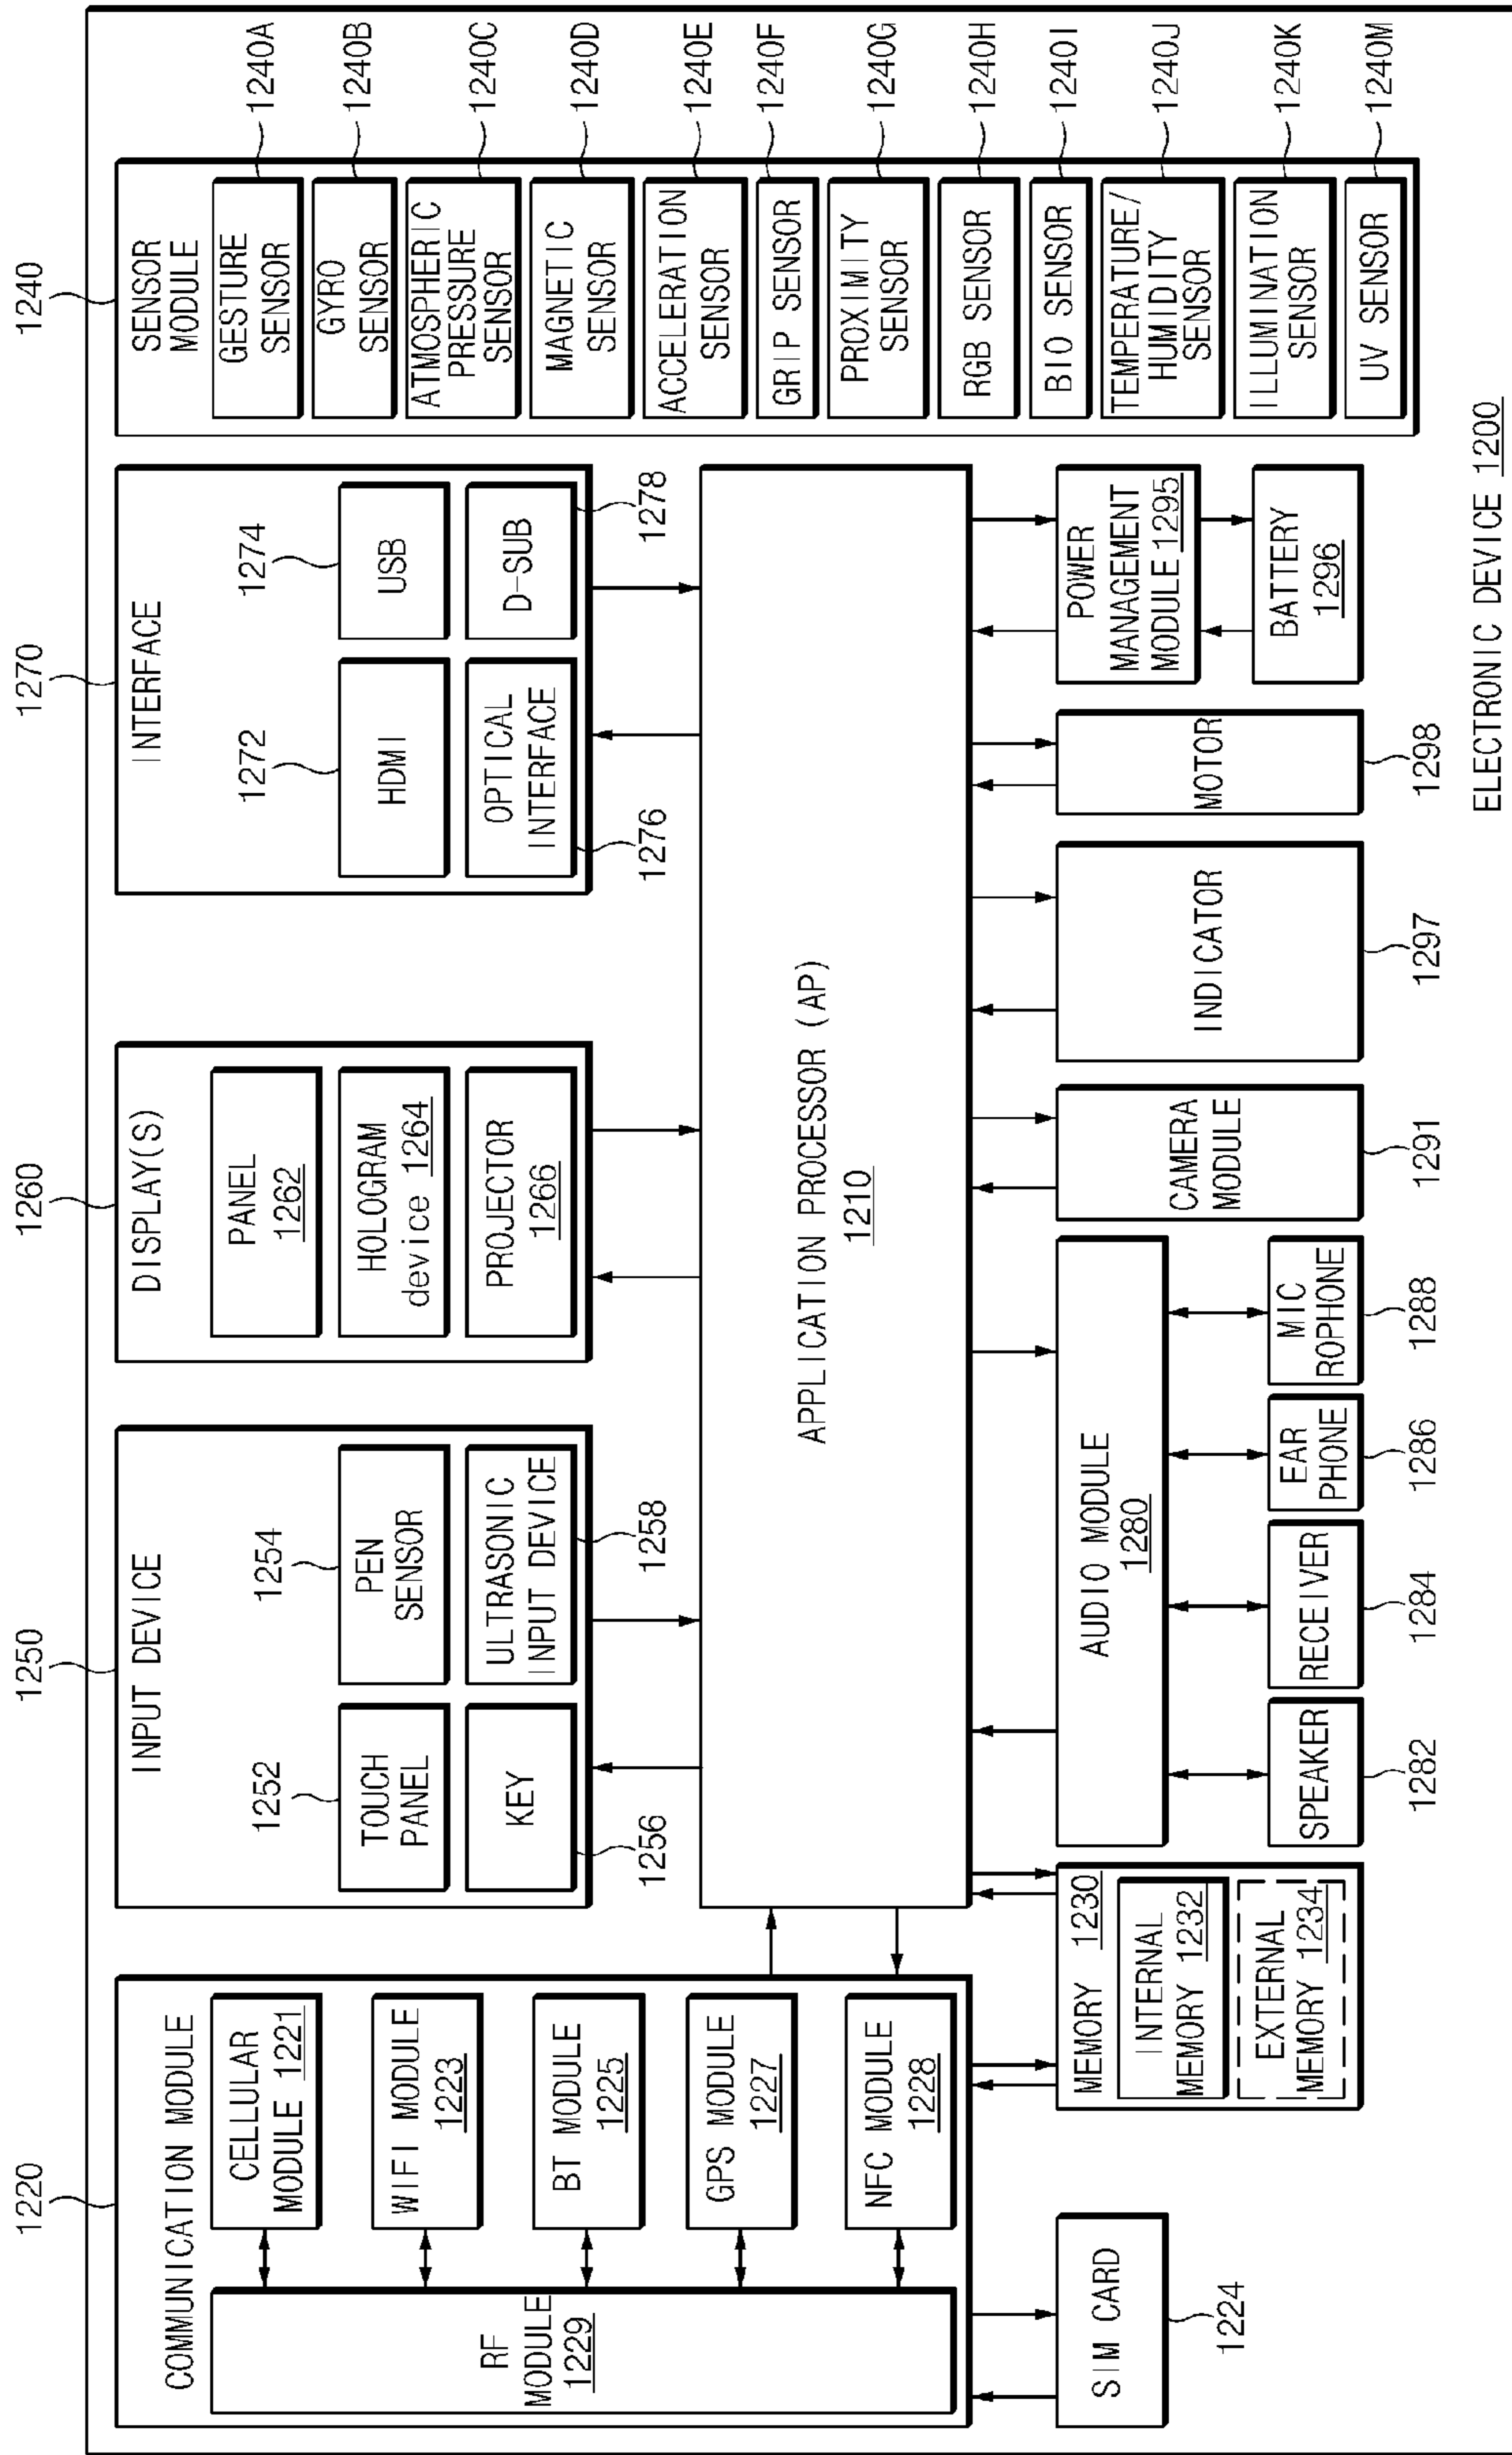 1220
COMMUNICATION MODULE
CELLULAR
MODULE 1221
WIFI MODULE
1223
BT MODULE
1225
GPS MODULE
1227
NFC MODULE
1228
RF
MODULE
1229
SIM CARD
1224
1250
INPUT DEVICE
1252
TOUCH
PANEL
1254
PEN
SENSOR
KEY
1256
ULTRASONIC
INPUT DEVICE
1258
1260
DISPLAY(S)
PANEL
1262
HOLOGRAM
device 1264
PROJECTOR
1266
1270
INTERFACE
1272
HDMI
1274
USB
OPTICAL
INTERFACE
1276
D-SUB
1278
1240
SENSOR
MODULE
GESTURE
SENSOR
1240A
GYRO
SENSOR
1240B
ATMOSPHERIC
PRESSURE
SENSOR
1240C
MAGNETIC
SENSOR
1240D
ACCELERATION
SENSOR
1240E
GRIP SENSOR
1240F
PROXIMITY
SENSOR
1240G
RGB SENSOR
1240H
BIO SENSOR
1240I
TEMPERATURE/
HUMIDITY
SENSOR
1240J
ILLUMINATION
SENSOR
1240K
UV SENSOR
1240M
APPLICATION PROCESSOR (AP)
1210
MEMORY 1230
INTERNAL
MEMORY 1232
EXTERNAL
MEMORY 1234
AUDIO MODULE
1280
SPEAKER
1282
RECEIVER
1284
EAR
PHONE
1286
MIC
ROPHONE
1288
CAMERA
MODULE
1291
INDICATOR
1297
MOTOR
1298
POWER
MANAGEMENT
MODULE 1295
BATTERY
1296
ELECTRONIC DEVICE 1200